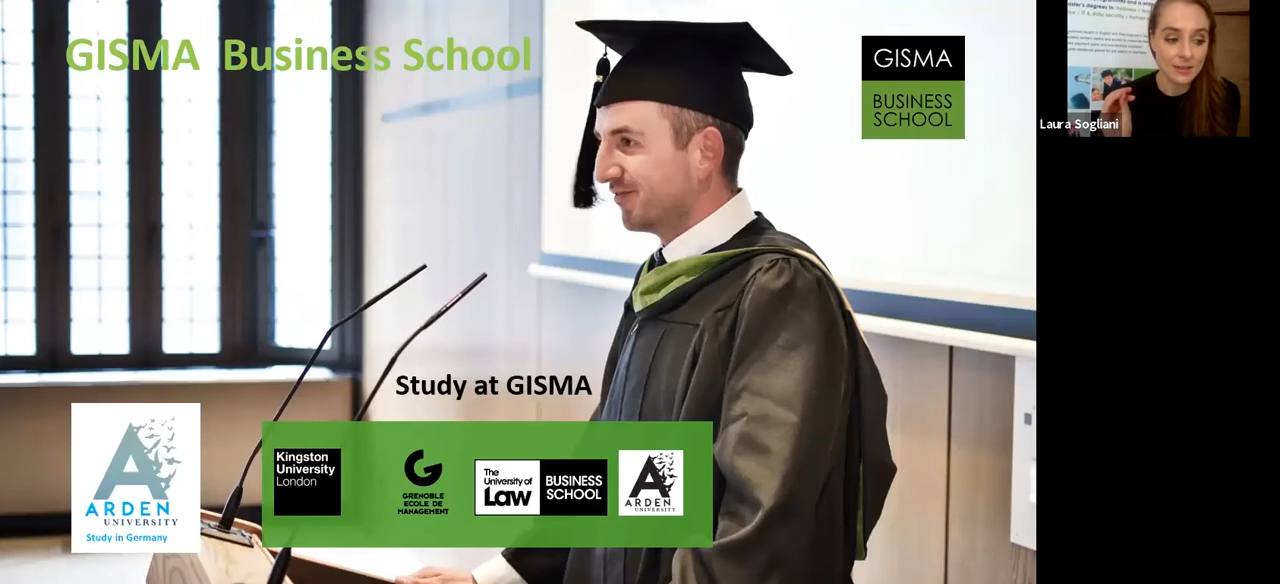 GISMA Business School
GISMA
BUSINESS
SCHOOL
Laura Sogliani
Study at GISMA
ARDEN
UNIVERSITY
Study in Germany
Kingston
University
London
GRENOBLE
ECOLE DE
MANAGEMENT
The
University of
Law
BUSINESS
SCHOOL
ARDEN
UNIVERSITY